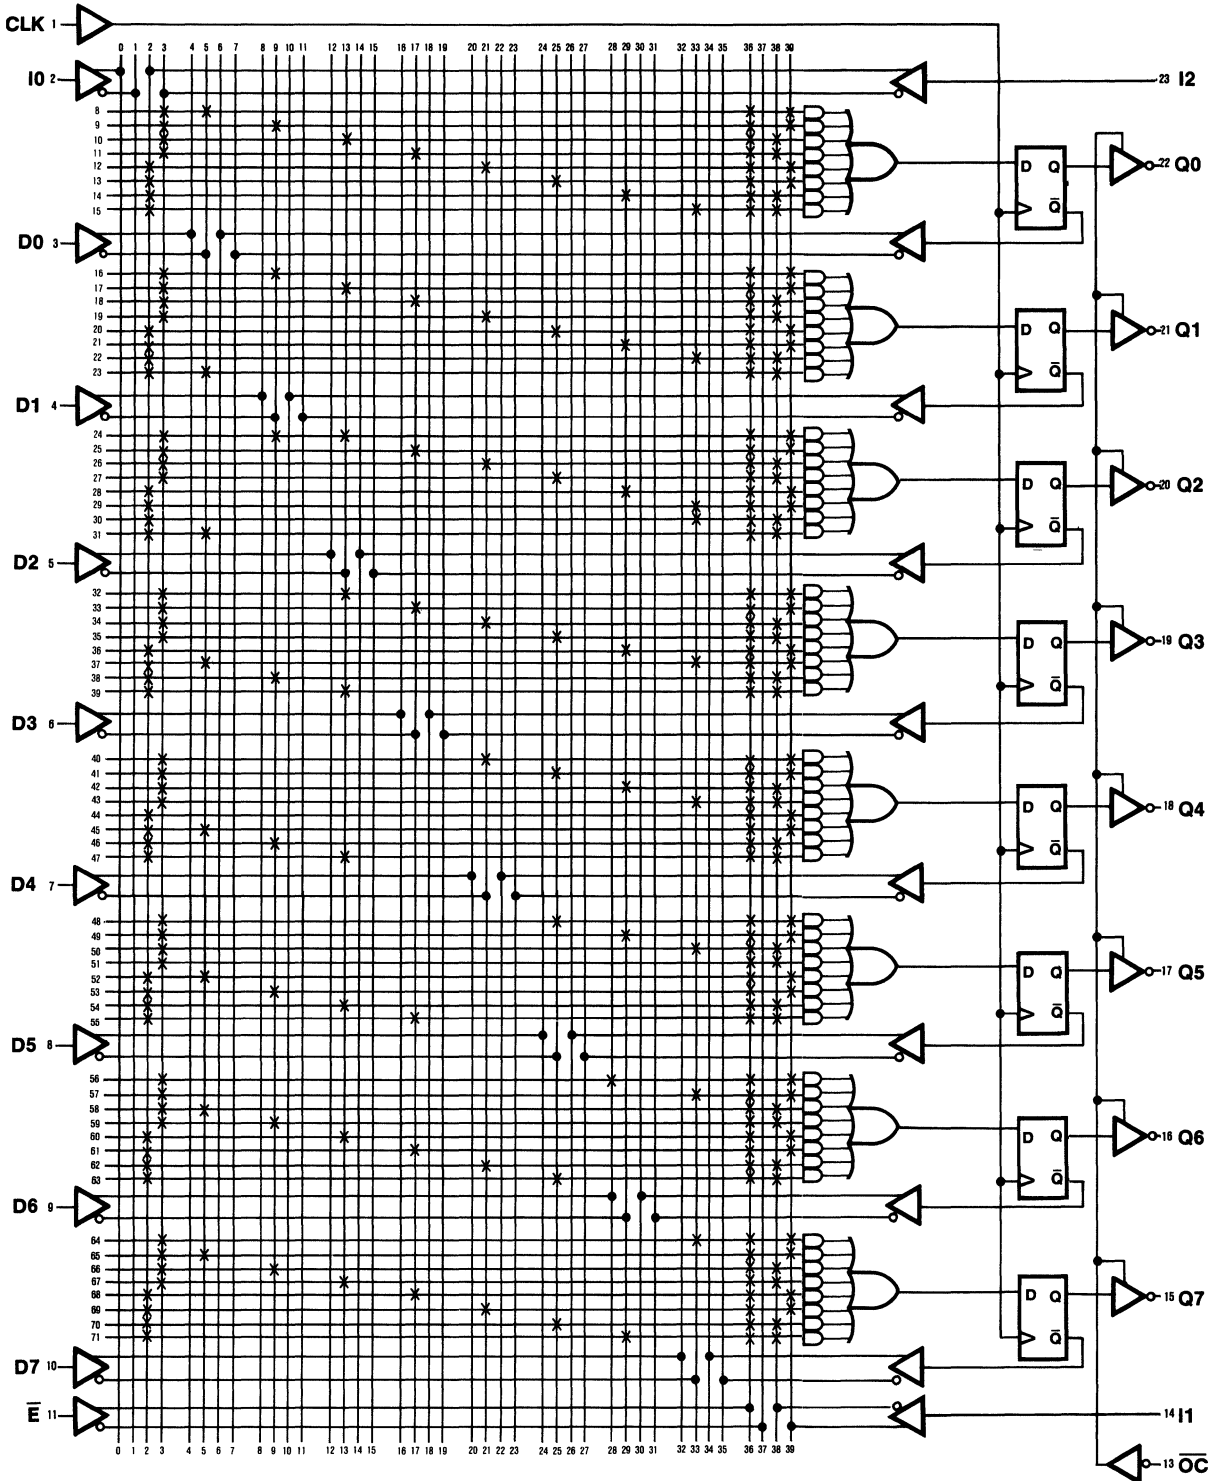 CLK 1
0 1 2 3 4 5 6 7 8 9 10 11 12 13 14 15 16 17 18 19 20 21 22 23 24 25 26 27 28 29 30 31 32 33 34 35 36 37 38 39
I0 2
23 I2
8
9
10
11
12
13
14
15
D Q
Q̅
22 Q0
D0 3
16
17
18
19
20
21
22
23
D Q
Q̅
21 Q1
D1 4
24
25
26
27
28
29
30
31
D Q
Q̅
20 Q2
D2 5
32
33
34
35
36
37
38
39
D Q
Q̅
19 Q3
D3 6
40
41
42
43
44
45
46
47
D Q
Q̅
18 Q4
D4 7
48
49
50
51
52
53
54
55
D Q
Q̅
17 Q5
D5 8
56
57
58
59
60
61
62
63
D Q
Q̅
16 Q6
D6 9
64
65
66
67
68
69
70
71
D Q
Q̅
15 Q7
D7 10
E̅ 11
14 I1
0 1 2 3 4 5 6 7 8 9 10 11 12 13 14 15 16 17 18 19 20 21 22 23 24 25 26 27 28 29 30 31 32 33 34 35 36 37 38 39
13 O̅C̅